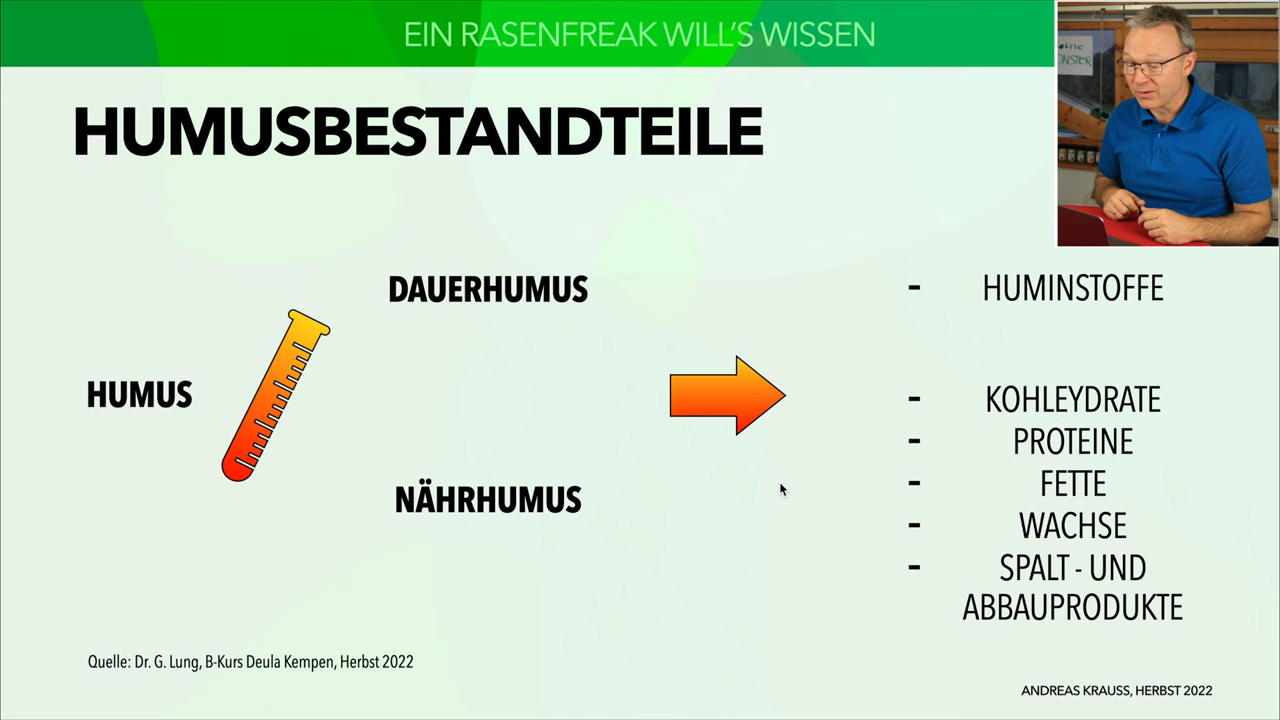 EIN RASENFREAK WILL'S WISSEN
HUMUSBESTANDTEILE
HUMUS
DAUERHUMUS
NÄHRHUMUS
- HUMINSTOFFE
- KOHLEYDRATE
- PROTEINE
- FETTE
- WACHSE
- SPALT - UND
ABBAUPRODUKTE
Quelle: Dr. G. Lung, B-Kurs Deula Kempen, Herbst 2022
ANDREAS KRAUSS, HERBST 2022